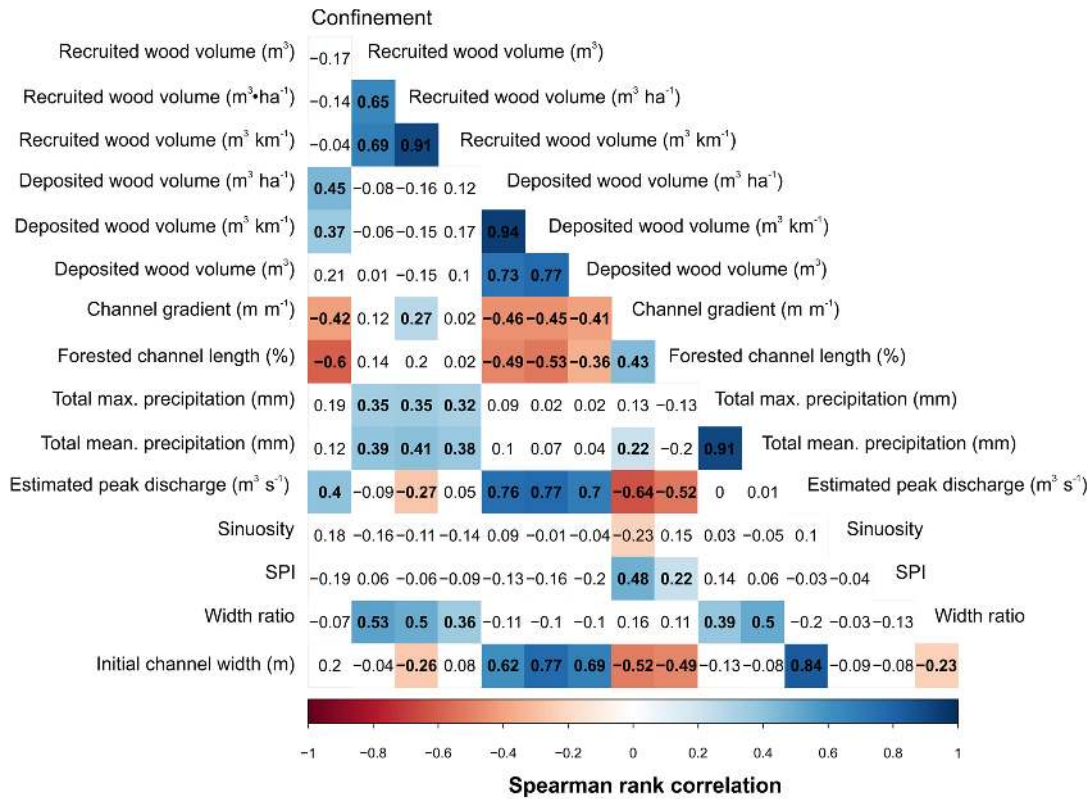 Confinement
Recruited wood volume (m³) −0.17 Recruited wood volume (m³)
Recruited wood volume (m³•ha⁻¹) −0.14 0.65 Recruited wood volume (m³ ha⁻¹)
Recruited wood volume (m³ km⁻¹) −0.04 0.69 0.91 Recruited wood volume (m³ km⁻¹)
Deposited wood volume (m³ ha⁻¹) 0.45 −0.08 −0.16 0.12 Deposited wood volume (m³ ha⁻¹)
Deposited wood volume (m³ km⁻¹) 0.37 −0.06 −0.15 0.17 0.94 Deposited wood volume (m³ km⁻¹)
Deposited wood volume (m³) 0.21 0.01 −0.15 0.1 0.73 0.77 Deposited wood volume (m³)
Channel gradient (m m⁻¹) −0.42 0.12 0.27 0.02 −0.46 −0.45 −0.41 Channel gradient (m m⁻¹)
Forested channel length (%) −0.6 0.14 0.2 0.02 −0.49 −0.53 −0.36 0.43 Forested channel length (%)
Total max. precipitation (mm) 0.19 0.35 0.35 0.32 0.09 0.02 0.02 0.13 −0.13 Total max. precipitation (mm)
Total mean. precipitation (mm) 0.12 0.39 0.41 0.38 0.1 0.07 0.04 0.22 −0.2 0.91 Total mean. precipitation (mm)
Estimated peak discharge (m³ s⁻¹) 0.4 −0.09 −0.27 0.05 0.76 0.77 0.7 −0.64 −0.52 0 0.01 Estimated peak discharge (m³ s⁻¹)
Sinuosity 0.18 −0.16 −0.11 −0.14 0.09 −0.01 −0.04 −0.23 0.15 0.03 −0.05 0.1 Sinuosity
SPI −0.19 0.06 −0.06 −0.09 −0.13 −0.16 −0.2 0.48 0.22 0.14 0.06 −0.03 −0.04 SPI
Width ratio −0.07 0.53 0.5 0.36 −0.11 −0.1 −0.1 0.16 0.11 0.39 0.5 −0.2 −0.03 −0.13 Width ratio
Initial channel width (m) 0.2 −0.04 −0.26 0.08 0.62 0.77 0.69 −0.52 −0.49 −0.13 −0.08 0.84 −0.09 −0.08 −0.23
−1 −0.8 −0.6 −0.4 −0.2 0 0.2 0.4 0.6 0.8 1
Spearman rank correlation